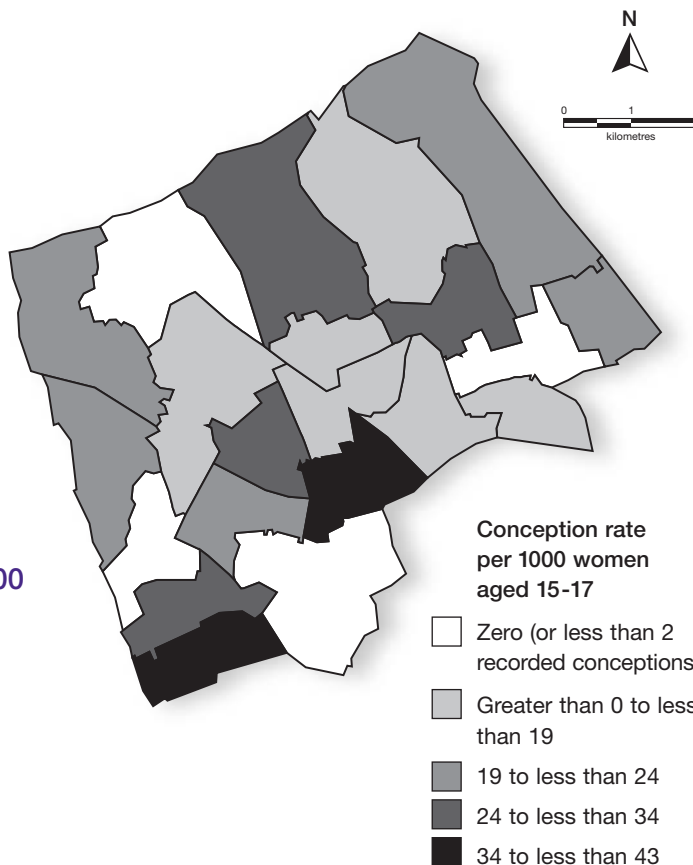 N
0 1
kilometres
00
Conception rate
per 1000 women
aged 15-17
Zero (or less than 2
recorded conceptions
Greater than 0 to less
than 19
19 to less than 24
24 to less than 34
34 to less than 43